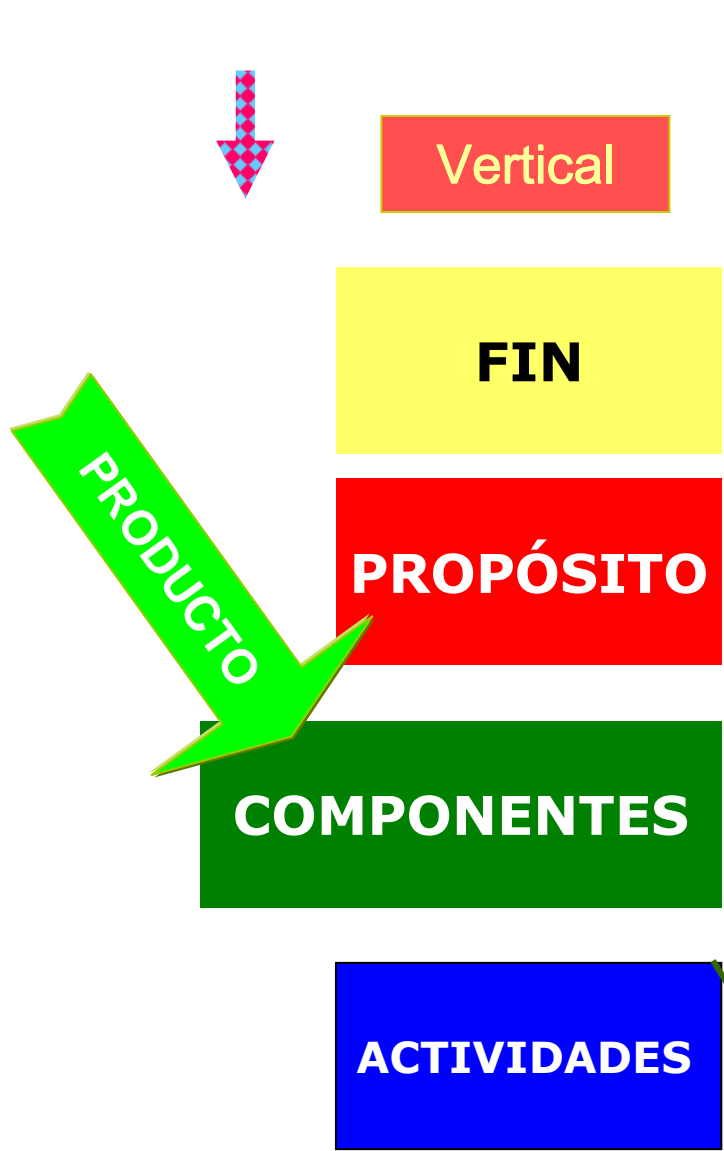 Vertical
FIN
PRODUCTO
PROPÓSITO
COMPONENTES
ACTIVIDADES